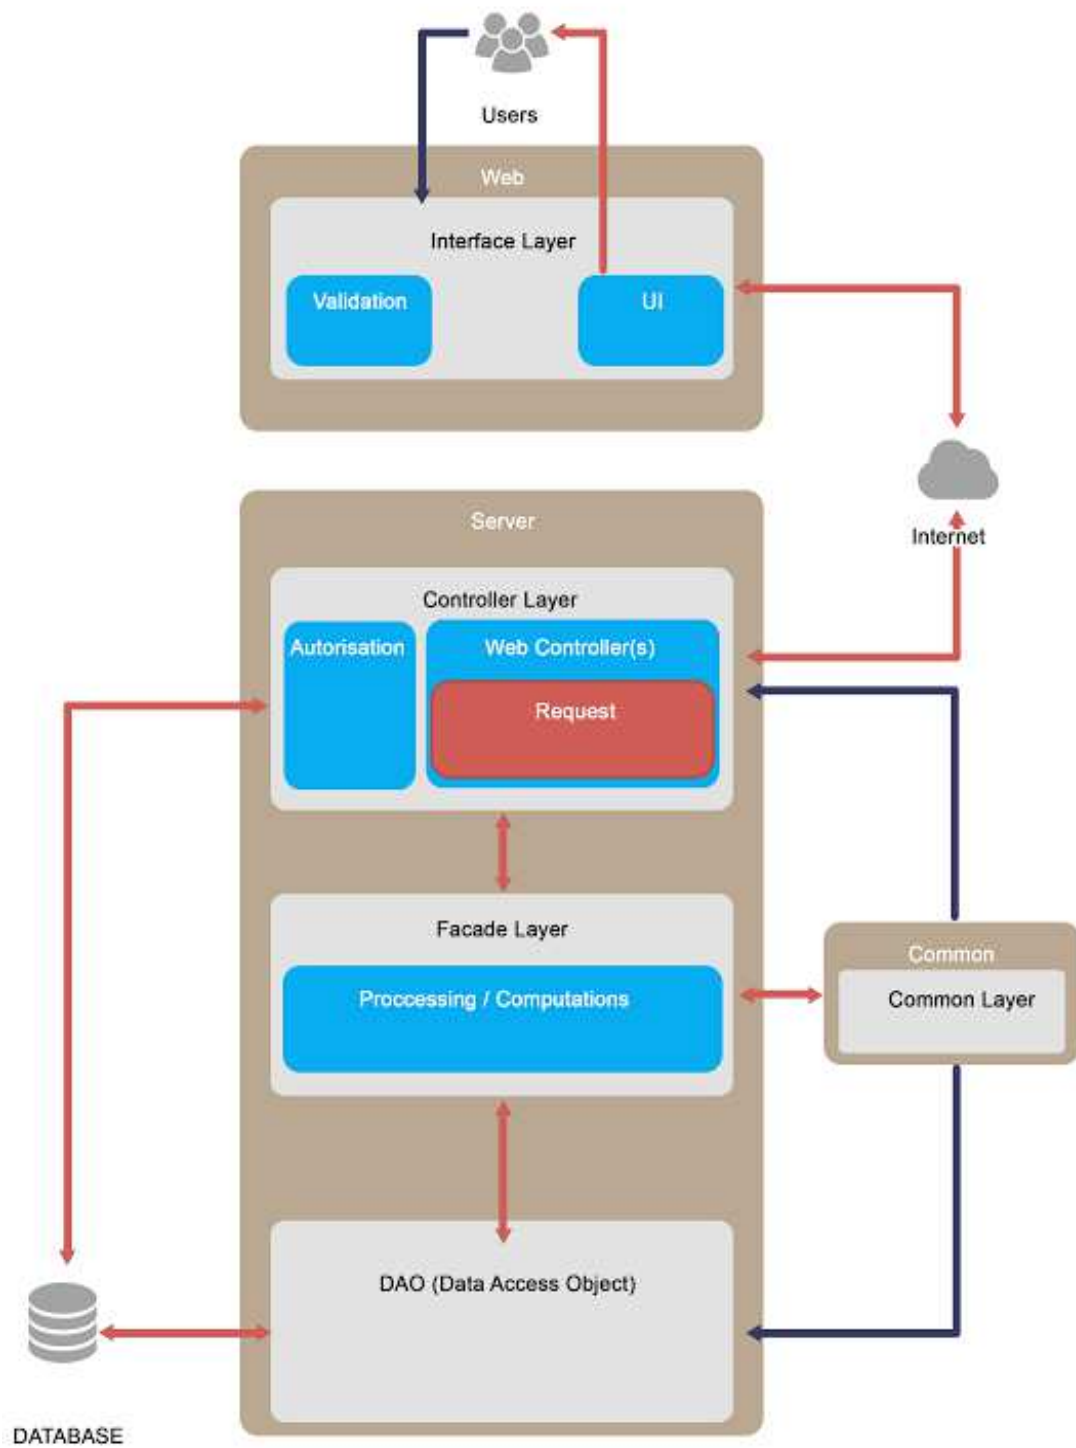 Users
Web
Interface Layer
Validation
UI
Internet
Server
Controller Layer
Autorisation
Web Controller(s)
Request
Facade Layer
Proccessing / Computations
Common
Common Layer
DAO (Data Access Object)
DATABASE